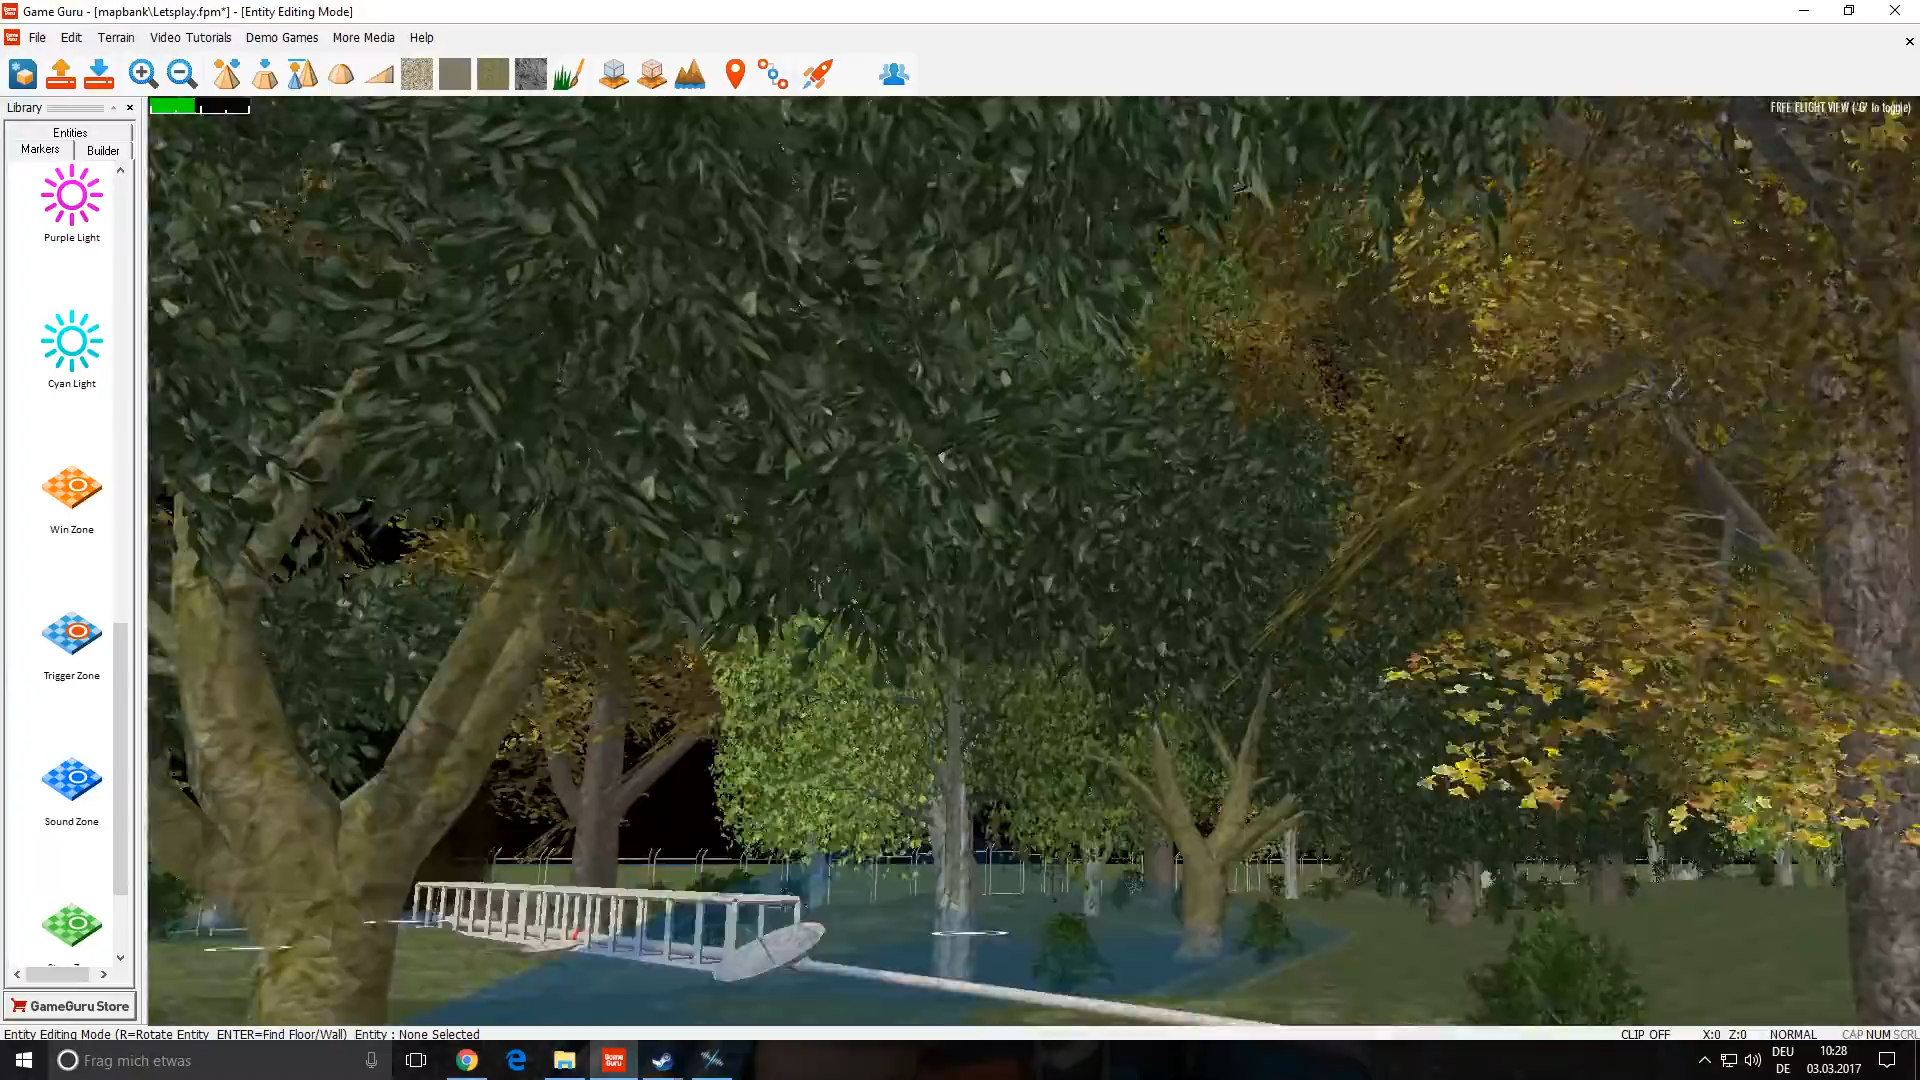 Game Guru - [mapbank\Letsplay.fpm*] - [Entity Editing Mode]
File Edit Terrain Video Tutorials Demo Games More Media Help
Library
Entities
Markers Builder
FREE FLIGHT VIEW ('G' to toggle)
Purple Light
Cyan Light
Win Zone
Trigger Zone
Sound Zone
GameGuru Store
Entity Editing Mode (R=Rotate Entity ENTER=Find Floor/Wall) Entity : None Selected
CLIP OFF X:0 Z:0 NORMAL CAP NUM SCRL
Frag mich etwas
Game Guru
DEU
DE
10:28
03.03.2017